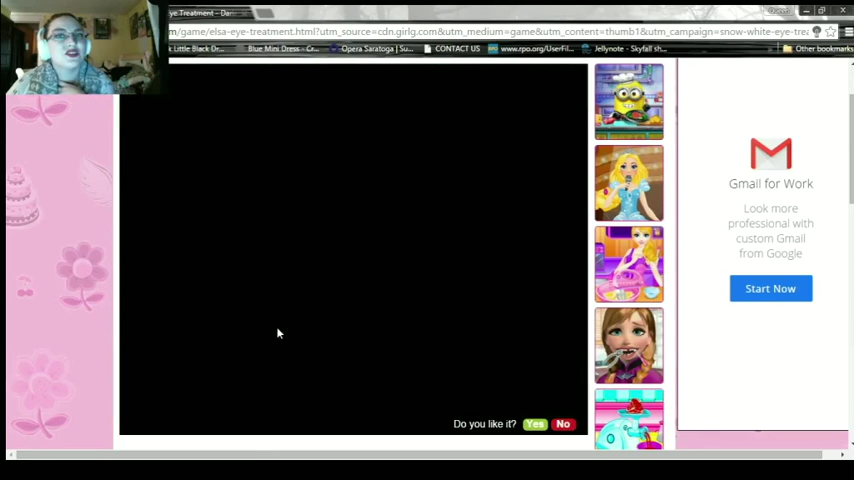 Eye Treatment - Dar
m/game/elsa-eye-treatment.html?utm_source=cdn.girlg.com&utm_medium=game&utm_content=thumb1&utm_campaign=snow-white-eye-trea
Little Black D... Blue Mini Dress - Cr... Opera Saratoga | Su... CONTACT US www.rpo.org/UserFil... Jellynote - Skyfall sh... Other bookmarks
Gmail for Work
Look more
professional with
custom Gmail
from Google
Start Now
Do you like it? Yes No